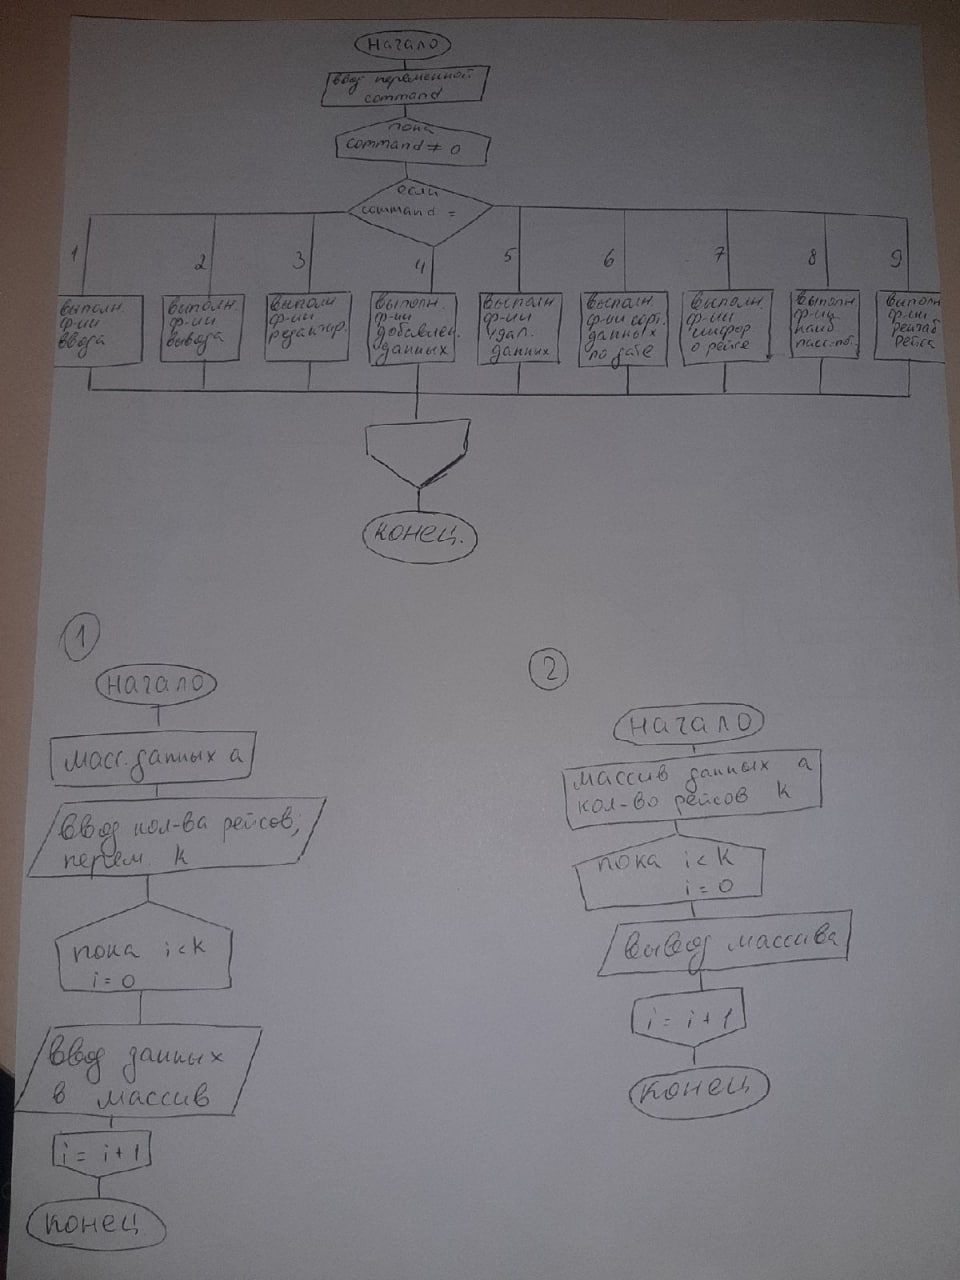 начало
ввод переменной
command
пока
command ≠ 0
если
command =
1
2
3
4
5
6
7
8
9
выполн.
ф-ии
ввода
выполн.
ф-ии
вывода
выполн
ф-ии
редактир.
выполн.
ф-ии
добавлен.
данных
выполн
ф-ии
удал.
данных
выполн.
ф-ии сорт.
данных
по дате
выполн
ф-ии
инфор.
о рейсе
выполн.
ф-ии
наиб
выполн
ф-ии
рейса
конец.
1
начало
масс. данных a
ввод кол-ва рейсов,
перем. k
пока i < k
i = 0
ввод данных
в массив
i = i + 1
конец
2
начало
массив данных a
кол-во рейсов k
пока i < k
i = 0
вывод массива
i = i + 1
конец